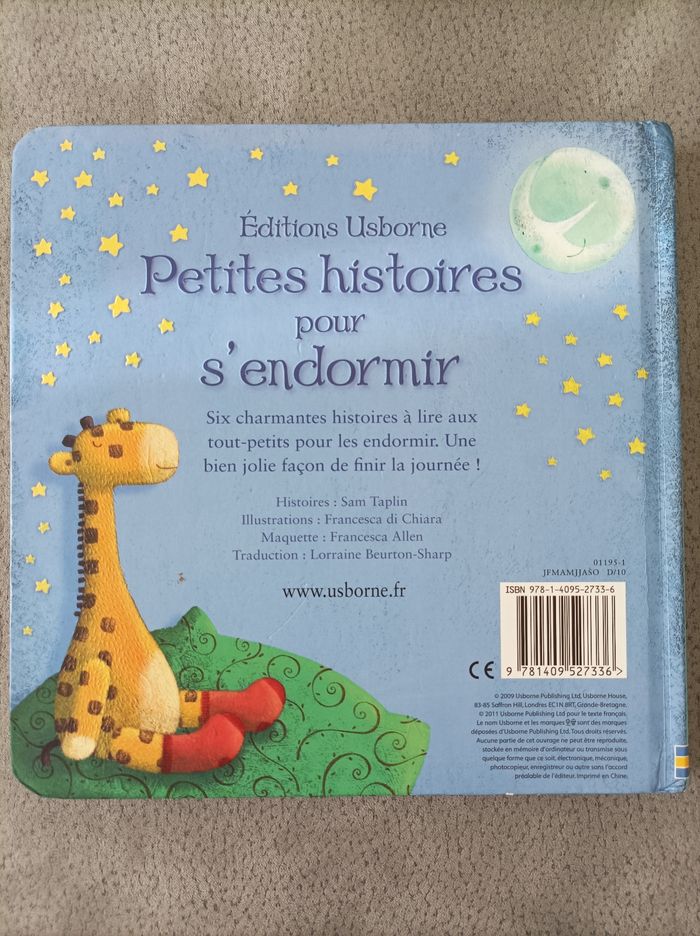 Éditions Usborne
Petites histoires
pour
s'endormir
Six charmantes histoires à lire aux
tout-petits pour les endormir. Une
bien jolie façon de finir la journée !
Histoires : Sam Taplin
Illustrations : Francesca di Chiara
Maquette : Francesca Allen
Traduction : Lorraine Beurton-Sharp
www.usborne.fr
01195-1
JFMAMJJASO D/10
ISBN 978-1-4095-2733-6
CE
9 781409 527336 >
© 2009 Usborne Publishing Ltd, Usborne House,
83-85 Saffron Hill, Londres EC1N 8RT, Grande-Bretagne.
© 2011 Usborne Publishing Ltd pour le texte français.
Le nom Usborne et les marques sont des marques
déposées d'Usborne Publishing Ltd. Tous droits réservés.
Aucune partie de cet ouvrage ne peut être reproduite,
stockée en mémoire d'ordinateur ou transmise sous
quelque forme que ce soit, électronique, mécanique,
photocopieur, enregistreur ou autre sans l'accord
préalable de l'éditeur. Imprimé en Chine.